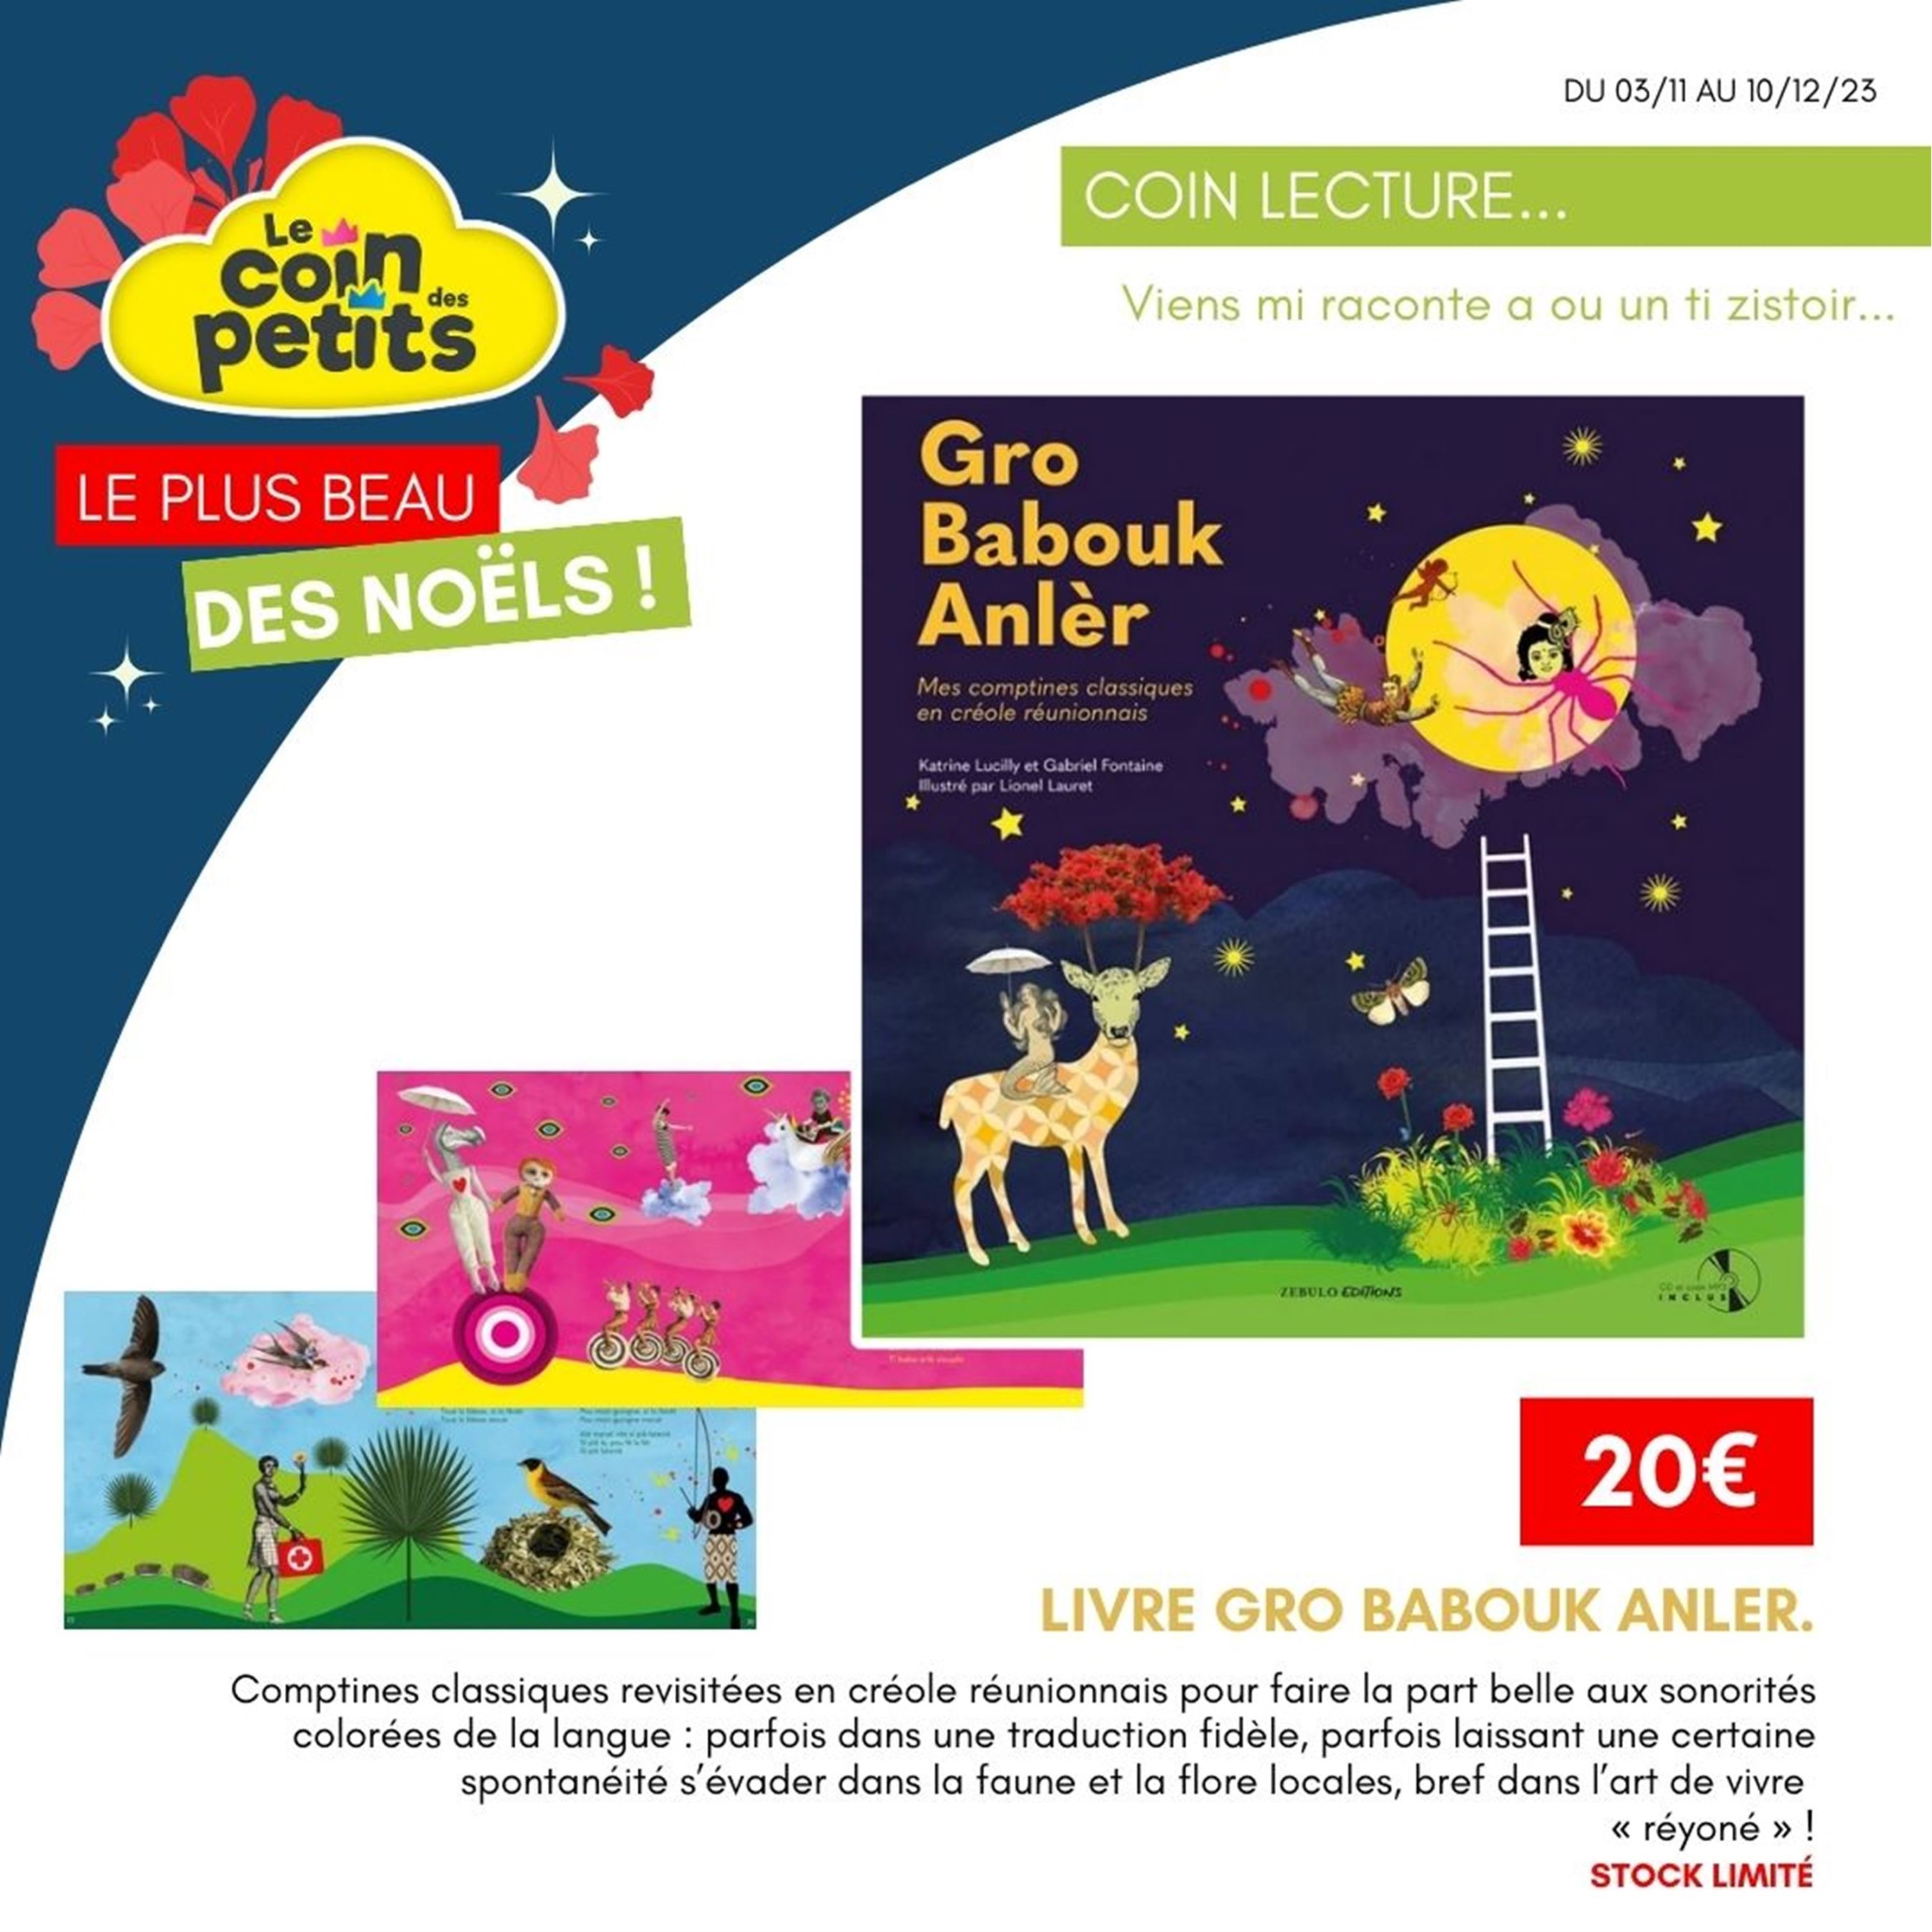 DU 03/11 AU 10/12/23
COIN LECTURE...
Viens mi raconte a ou un ti zistoir...
Le
coin
des
petits
LE PLUS BEAU
DES NOËLS !
Gro
Babouk
Anlèr
Mes comptines classiques
en créole réunionnais
Katrine Lucilly et Gabriel Fontaine
Illustré par Lionel Lauret
ZEBULO EDITIONS
INCLUS
20€
LIVRE GRO BABOUK ANLER.
Comptines classiques revisitées en créole réunionnais pour faire la part belle aux sonorités
colorées de la langue : parfois dans une traduction fidèle, parfois laissant une certaine
spontanéité s'évader dans la faune et la flore locales, bref dans l'art de vivre
« réyoné » !
STOCK LIMITÉ